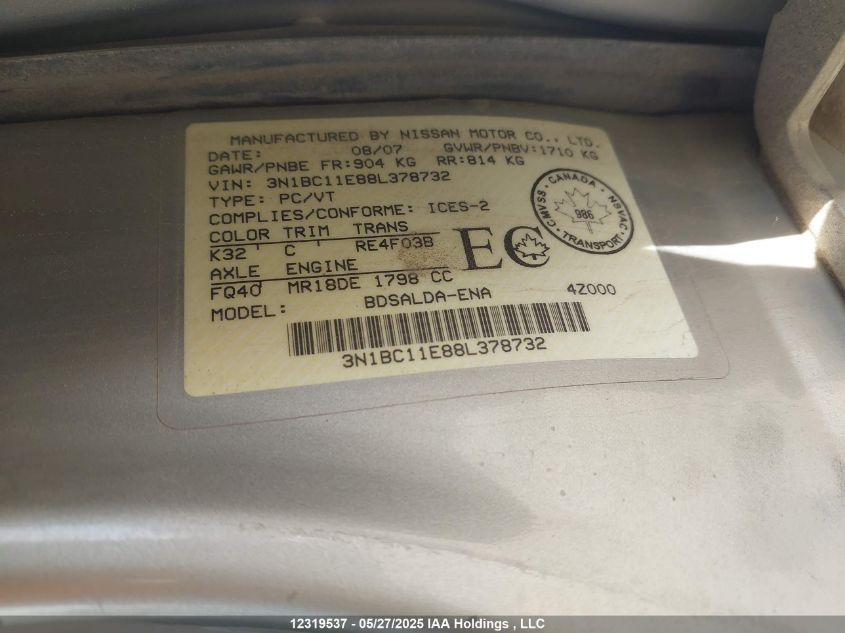 MANUFACTURED BY NISSAN MOTOR CO., LTD.
DATE: 08/07 GVWR/PNBV:1710 KG
GAWR/PNBE FR:904 KG RR:814 KG
VIN: 3N1BC11E88L378732
TYPE: PC/VT
COMPLIES/CONFORME: ICES-2
COLOR TRIM TRANS
K32 ' C ' RE4F03B
AXLE ENGINE
FQ40 MR18DE 1798 CC
MODEL: BDSALDA-ENA 4Z000
3N1BC11E88L378732
EC
CANADA
CMVSS · NSVAC
986
TRANSPORT
12319537 - 05/27/2025 IAA Holdings , LLC